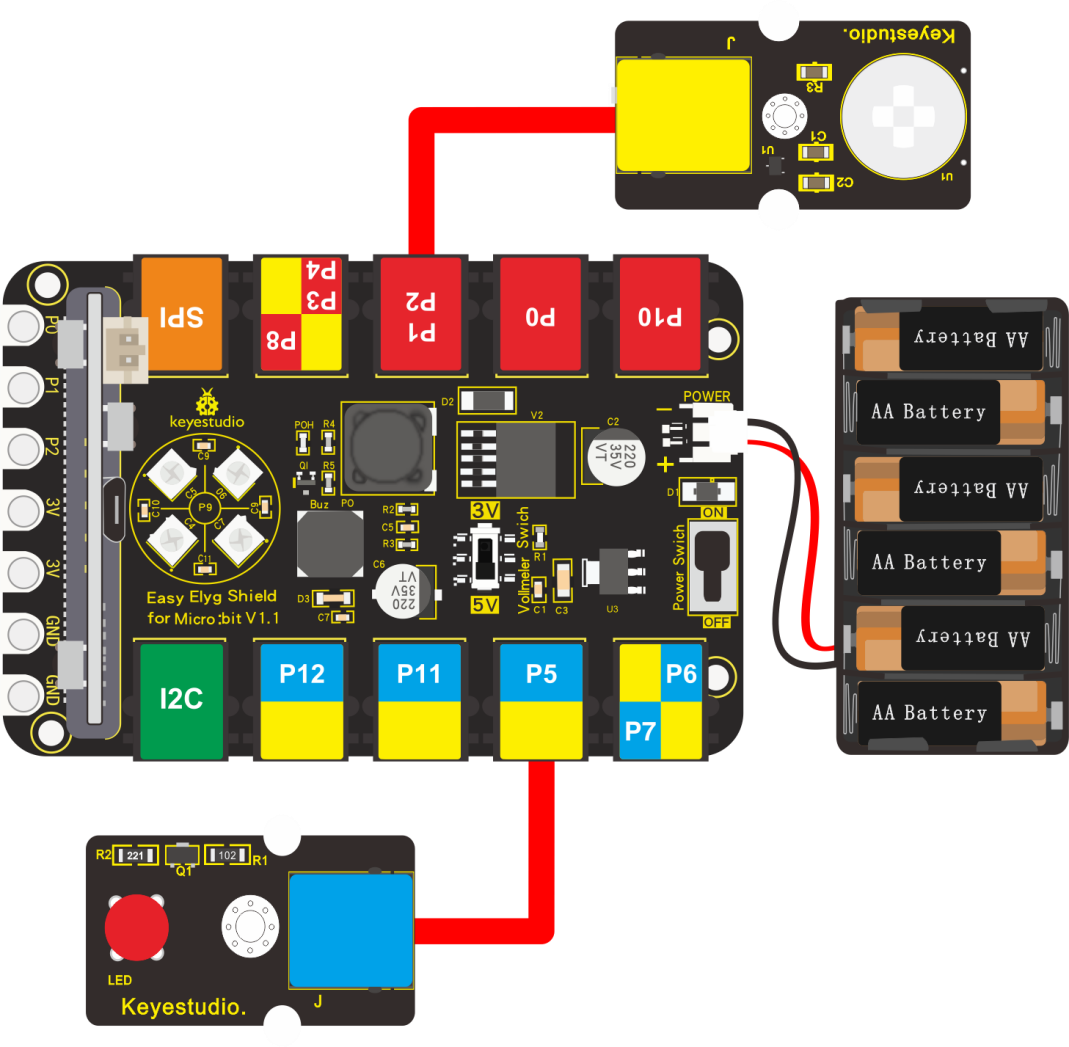 J
Keyestudio.
R3
C1
U1
C2
U1
SPI
P4
P3
P8
P2
P1
P0
P10
P0
P1
P2
3V
3V
GND
GND
keyestudio
C9
C5
D6
C10
P9
C8
C4
C7
C11
Easy Elyg Shield
for Micro:bit V1.1
POH
R4
Q1
R5
Buz
P0
R2
C5
R3
D3
C7
C6
220
35V
VT
D2
V2
C2
220
35V
VT
3V
5V
Vollmeler Swich
R1
C1
C3
U3
POWER
−
+
D1
ON
Power Swich
OFF
AA Battery
AA Battery
AA Battery
AA Battery
AA Battery
AA Battery
I2C
P12
P11
P5
P6
P7
R2
221
Q1
102
R1
LED
Keyestudio.
J